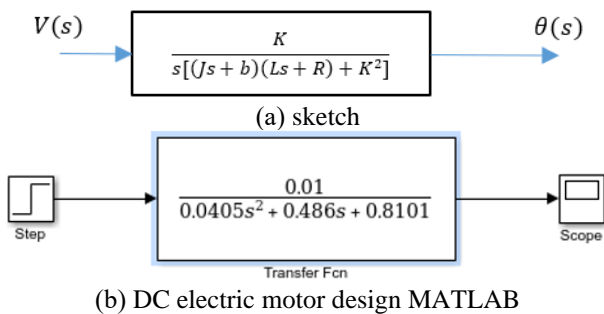 V(s)
θ(s)
K
s[(Js + b)(Ls + R) + K²]
(a) sketch
0.01
0.0405s² + 0.486s + 0.8101
Step
Scope
Transfer Fcn
(b) DC electric motor design MATLAB